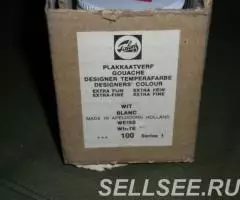 Talens
PLAKKAATVERF
GOUACHE
DESIGNER TEMPERAFARBE
DESIGNERS' COLOUR
EXTRA FIJN EXTRA FEIN
EXTRA-FINE EXTRA FINE
WIT
BLANC
MADE IN APELDOORN HOLLAND
WEISS
WHITE
*** 100 Series 1
SELLSEE.RU